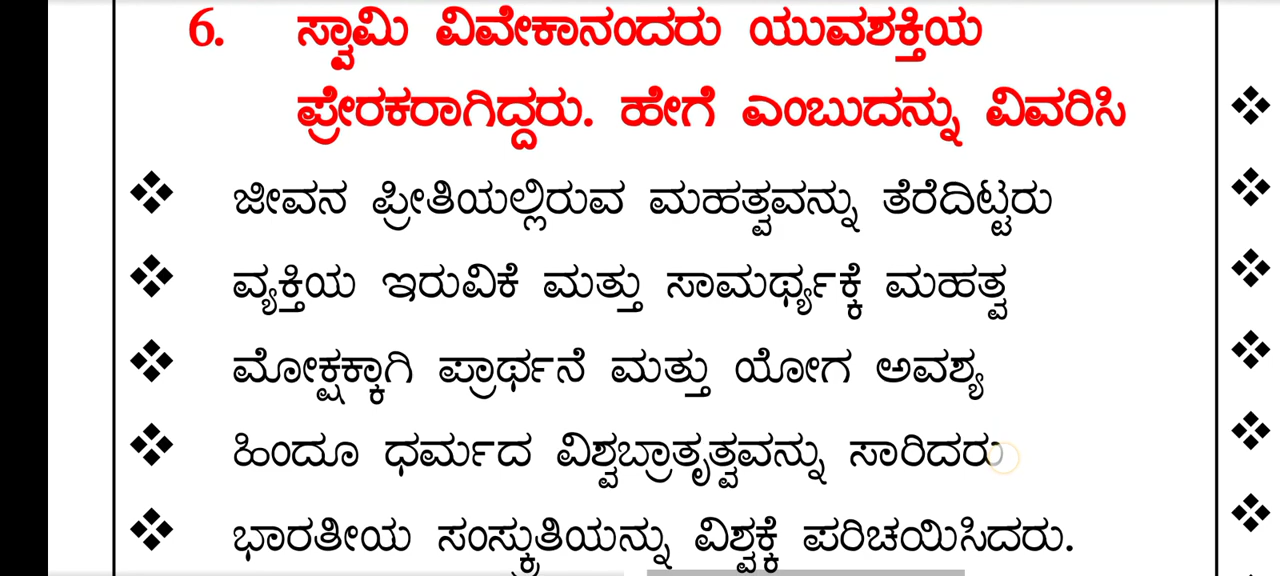 6. ಸ್ವಾಮಿ ವಿವೇಕಾನಂದರು ಯುವಶಕ್ತಿಯ
ಪ್ರೇರಕರಾಗಿದ್ದರು. ಹೇಗೆ ಎಂಬುದನ್ನು ವಿವರಿಸಿ
❖ ಜೀವನ ಪ್ರೀತಿಯಲ್ಲಿರುವ ಮಹತ್ವವನ್ನು ತೆರೆದಿಟ್ಟರು
❖ ವ್ಯಕ್ತಿಯ ಇರುವಿಕೆ ಮತ್ತು ಸಾಮರ್ಥ್ಯಕ್ಕೆ ಮಹತ್ವ
❖ ಮೋಕ್ಷಕ್ಕಾಗಿ ಪ್ರಾರ್ಥನೆ ಮತ್ತು ಯೋಗ ಅವಶ್ಯ
❖ ಹಿಂದೂ ಧರ್ಮದ ವಿಶ್ವಬ್ರಾತೃತ್ವವನ್ನು ಸಾರಿದರು
❖ ಭಾರತೀಯ ಸಂಸ್ಕೃತಿಯನ್ನು ವಿಶ್ವಕ್ಕೆ ಪರಿಚಯಿಸಿದರು.